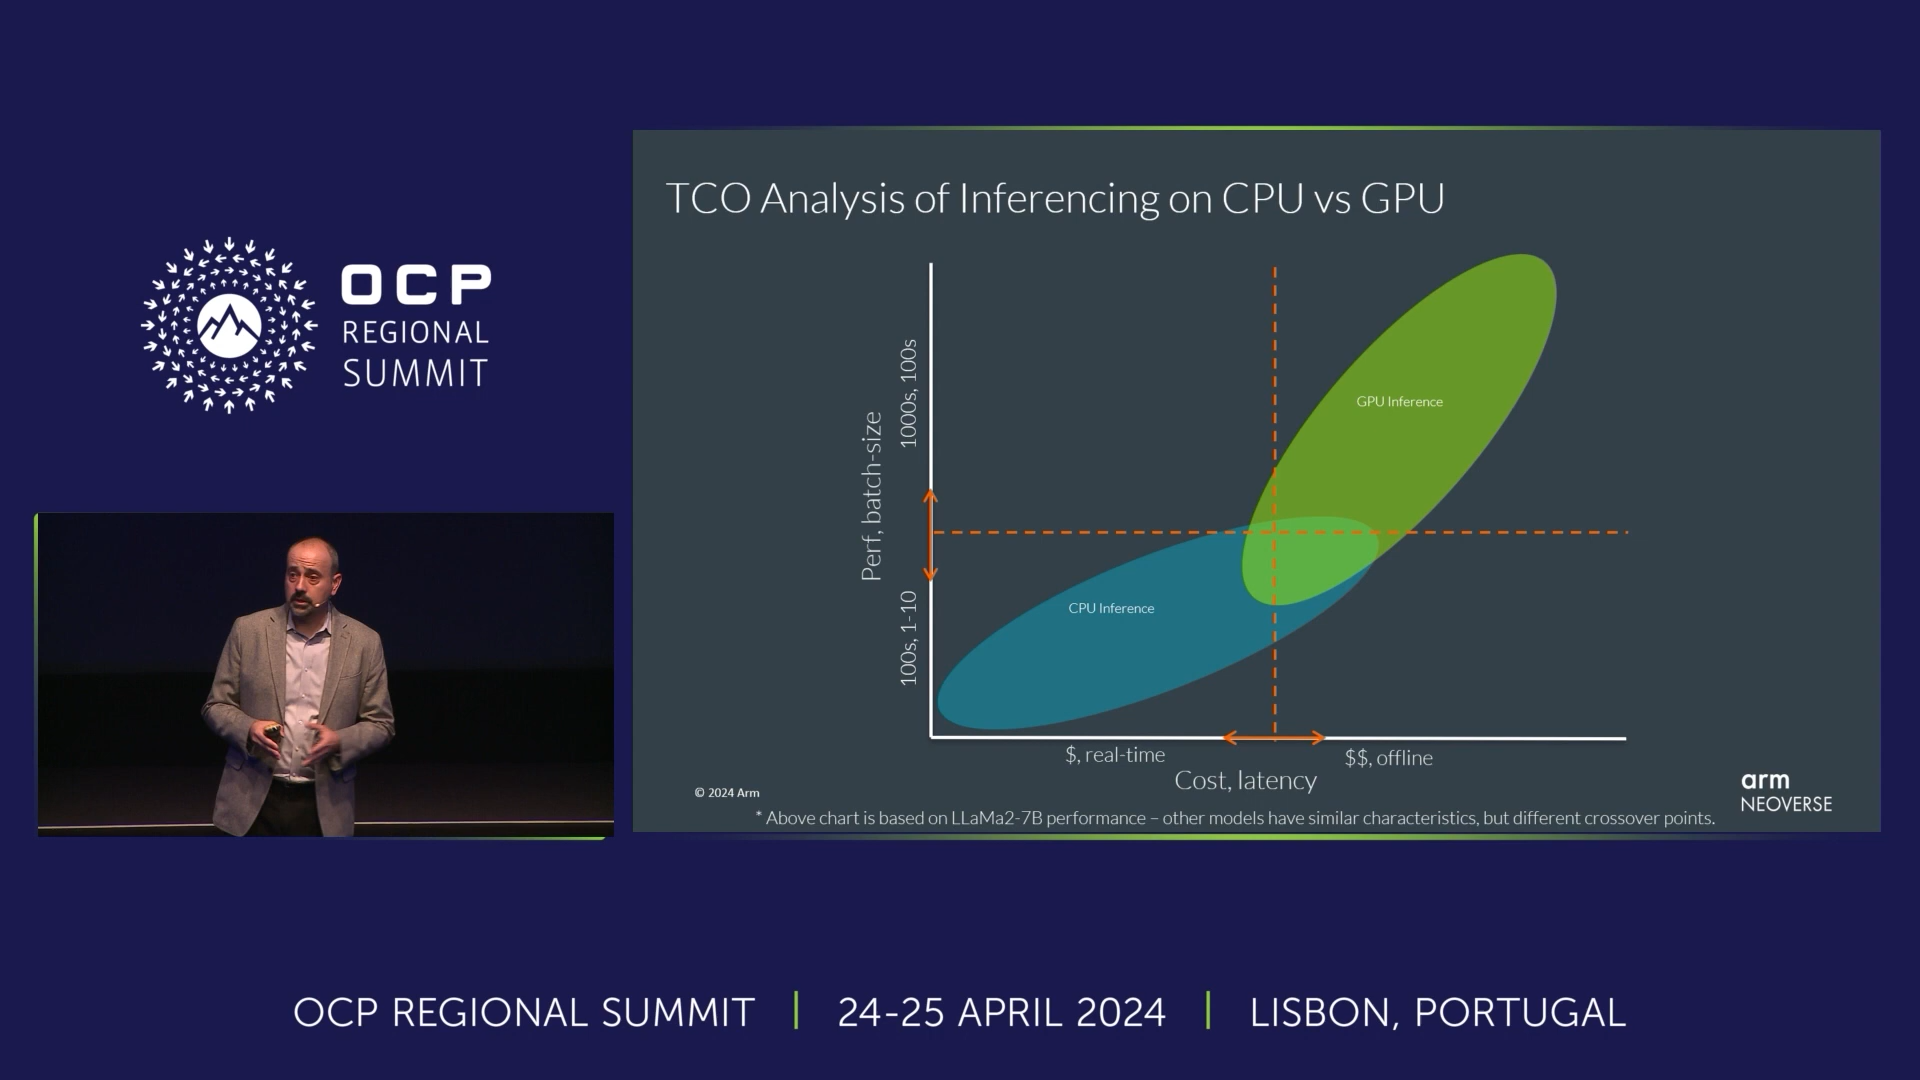 OCP
REGIONAL
SUMMIT
TCO Analysis of Inferencing on CPU vs GPU
Perf, batch-size
1000s, 100s
100s, 1-10
GPU Inference
CPU Inference
$, real-time
$$, offline
Cost, latency
© 2024 Arm
arm
NEOVERSE
* Above chart is based on LLaMa2-7B performance – other models have similar characteristics, but different crossover points.
OCP REGIONAL SUMMIT | 24-25 APRIL 2024 | LISBON, PORTUGAL